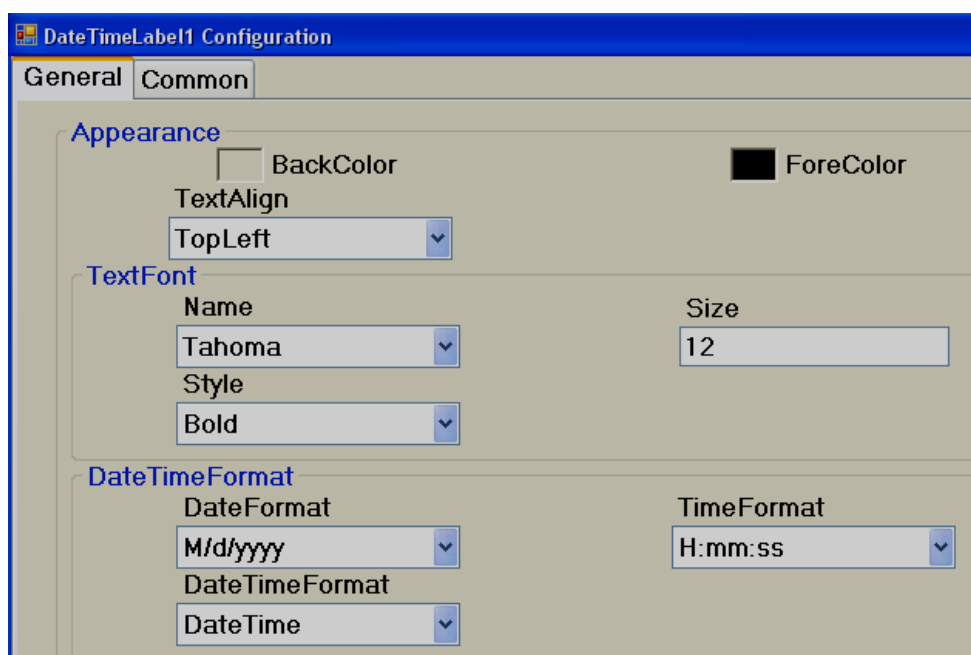 DateTimeLabel1 Configuration
General Common
Appearance
BackColor ForeColor
TextAlign
TopLeft
TextFont
Name Size
Tahoma 12
Style
Bold
DateTimeFormat
DateFormat TimeFormat
M/d/yyyy H:mm:ss
DateTimeFormat
DateTime